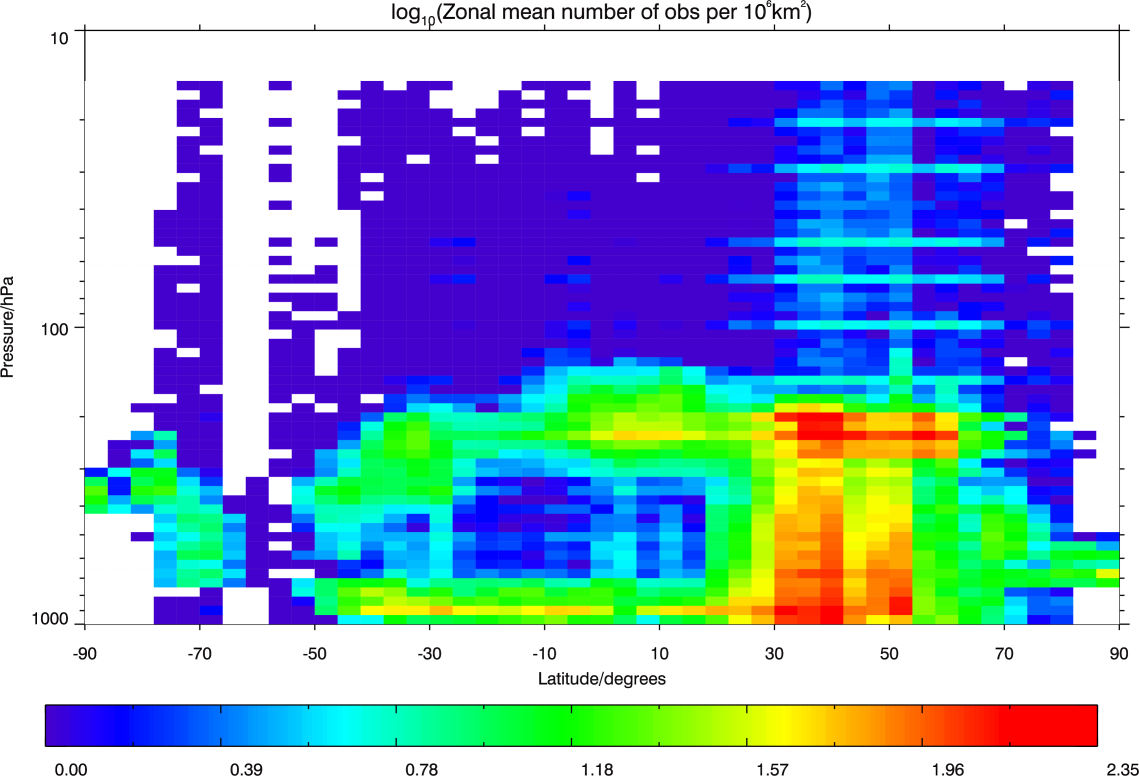 log₁₀(Zonal mean number of obs per 10⁶km²)
10
100
1000
Pressure/hPa
-90 -70 -50 -30 -10 10 30 50 70 90
Latitude/degrees
0.00 0.39 0.78 1.18 1.57 1.96 2.35